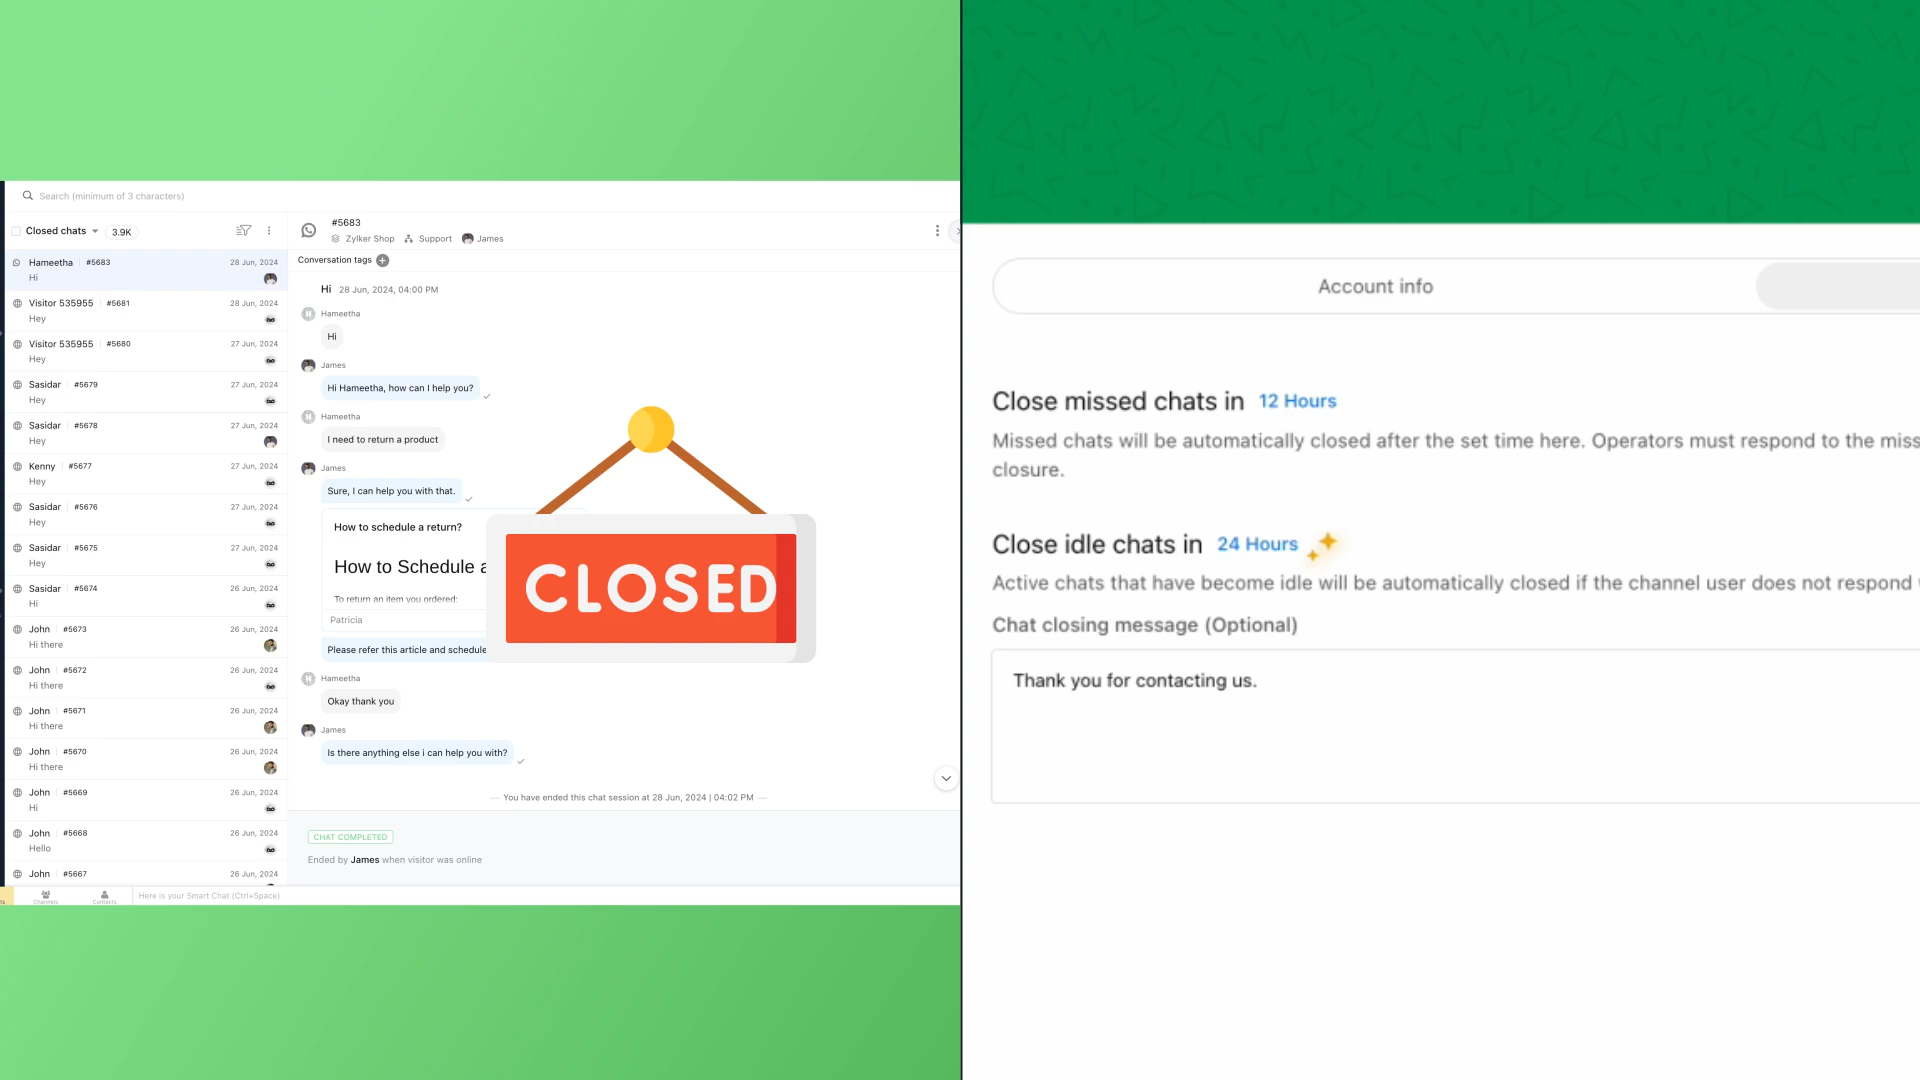 Search (minimum of 3 characters)
Closed chats 3.9K
Hameetha #5683 28 Jun, 2024
Hi
Visitor 535955 #5681 28 Jun, 2024
Hey
Visitor 535955 #5680 27 Jun, 2024
Hey
Sasidar #5679 27 Jun, 2024
Hey
Sasidar #5678 27 Jun, 2024
Hey
Kenny #5677 27 Jun, 2024
Hey
Sasidar #5676 27 Jun, 2024
Hey
Sasidar #5675 27 Jun, 2024
Hey
Sasidar #5674 27 Jun, 2024
Hi
John #5673 26 Jun, 2024
Hi there
John #5672 26 Jun, 2024
Hi there
John #5671 26 Jun, 2024
Hi there
John #5670 26 Jun, 2024
Hi there
John #5669 26 Jun, 2024
Hi
John #5668 26 Jun, 2024
Hello
John #5667 26 Jun, 2024
Channels Contacts Here is your Smart Chat (Ctrl+Space)
#5683
Zylker Shop Support James
Conversation tags
Hi 28 Jun, 2024, 04:00 PM
Hameetha
Hi
James
Hi Hameetha, how can I help you?
Hameetha
I need to return a product
James
Sure, I can help you with that.
How to schedule a return?
How to Schedule a
To return an item you ordered:
Patricia
Please refer this article and schedule
Hameetha
Okay thank you
James
Is there anything else i can help you with?
You have ended this chat session at 28 Jun, 2024 | 04:02 PM
CHAT COMPLETED
Ended by James when visitor was online
CLOSED
Account info
Close missed chats in 12 Hours
Missed chats will be automatically closed after the set time here. Operators must respond to the miss
closure.
Close idle chats in 24 Hours
Active chats that have become idle will be automatically closed if the channel user does not respond
Chat closing message (Optional)
Thank you for contacting us.